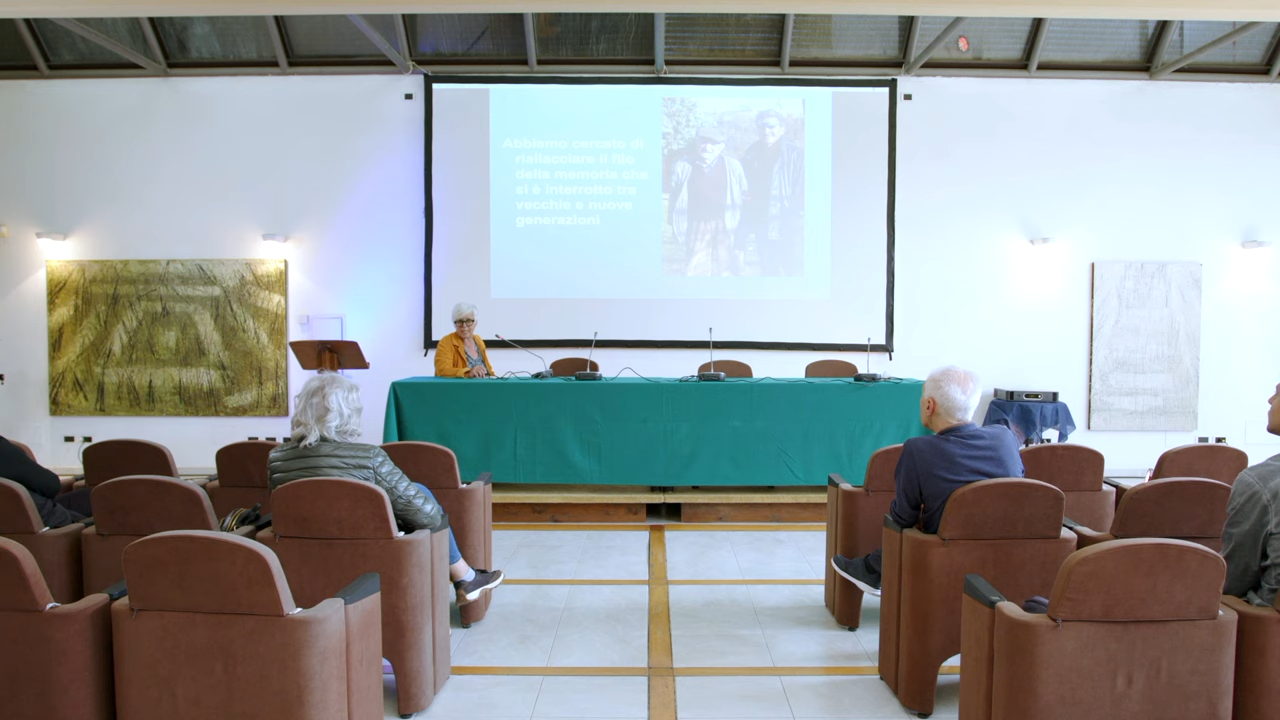 Abbiamo cercato di
riallacciare il filo
della memoria che
si è interrotto tra
vecchie e nuove
generazioni